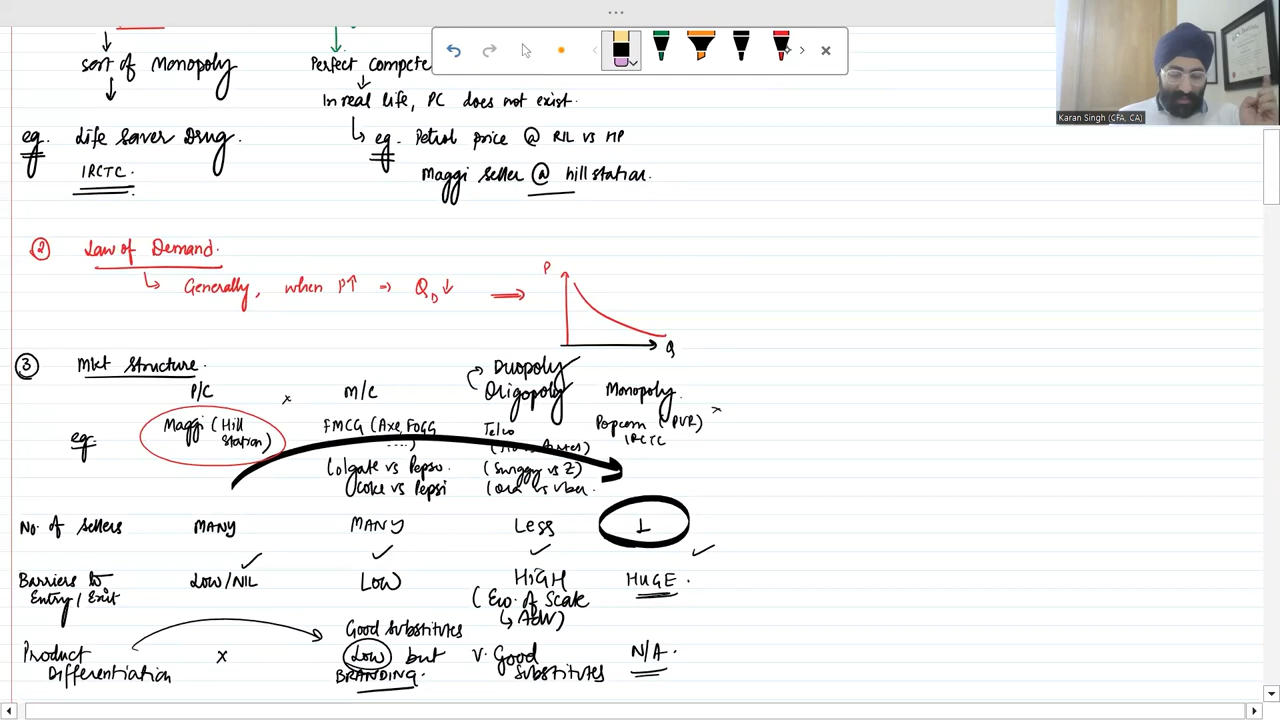 Karan Singh (CFA, CA)
sort of Monopoly
Perfect compete
In real life, PC does not exist.
eg. Life Saver Drug.
IRCTC.
eg. Petrol price @ RIL vs HP
Maggi seller @ hill station.
② Law of Demand.
Generally, when P↑ ⇒ QD ↓ ⟹
P
Q
③ Mkt Structure.
Duopoly
P/C x M/C Oligopoly Monopoly
eg. Maggi (Hill Station) FMCG (Axe, FOGG ....) Telco Popcorn (PVR) x
IRCTC
Colgate vs Pepso. (Swiggy vs Z)
Coke vs Pepsi (Ola vs Uber.
No. of Sellers MANY MANY Less 1
Barriers to Entry / Exit Low/NIL Low HIGH HUGE.
(Eco. of Scale
Good Substitutes
Product Differentiation x Low but BRANDING. V. Good Substitutes N/A.